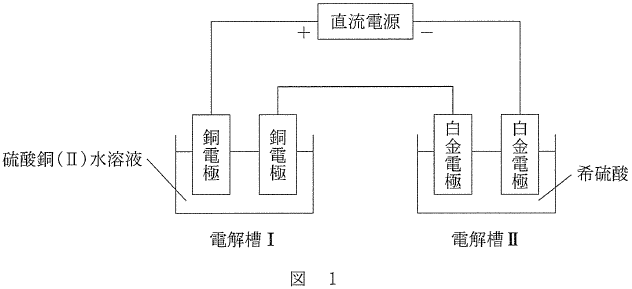 直流電源
+ −
銅電極 銅電極 白金電極 白金電極
硫酸銅(Ⅱ)水溶液
希硫酸
電解槽Ⅰ 電解槽Ⅱ
図 1